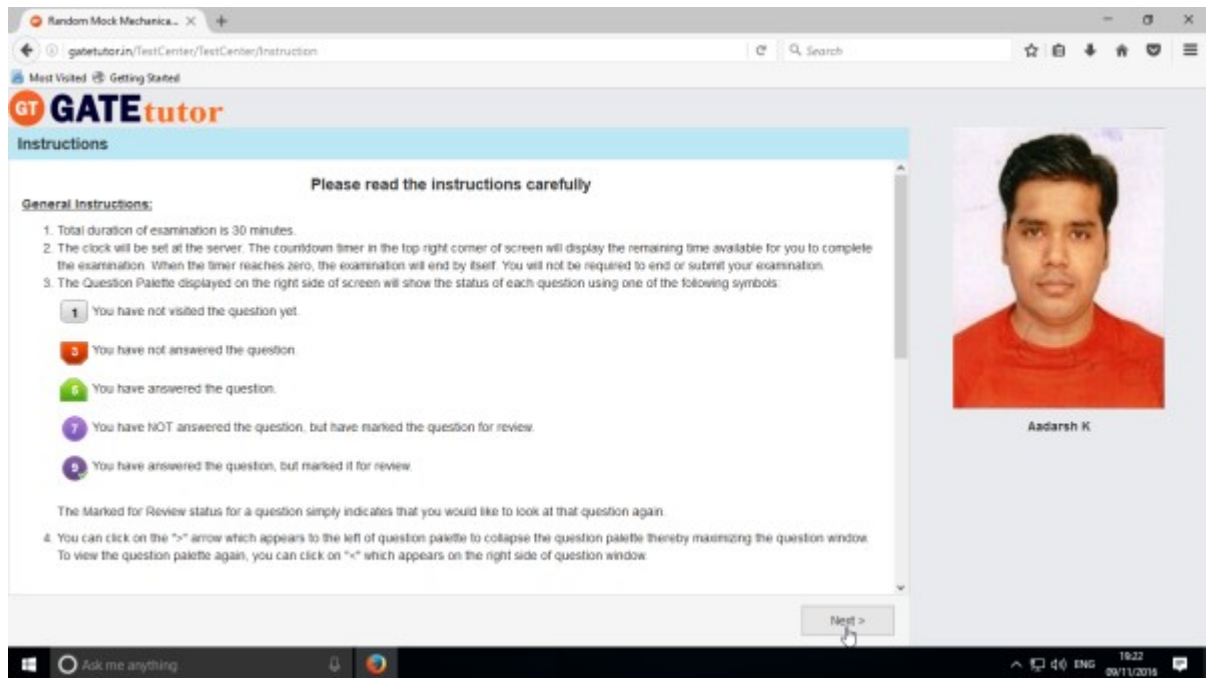 Random Mock Mechanica...
gatetutor.in/TestCenter/TestCenter/Instruction
Search
Most Visited Getting Started
GT GATEtutor
Instructions
Please read the instructions carefully
General Instructions:
1. Total duration of examination is 30 minutes.
2. The clock will be set at the server. The countdown timer in the top right corner of screen will display the remaining time available for you to complete
the examination. When the timer reaches zero, the examination will end by itself. You will not be required to end or submit your examination.
3. The Question Palette displayed on the right side of screen will show the status of each question using one of the following symbols:
1 You have not visited the question yet.
3 You have not answered the question.
5 You have answered the question.
7 You have NOT answered the question, but have marked the question for review.
9 You have answered the question, but marked it for review.
The Marked for Review status for a question simply indicates that you would like to look at that question again.
4. You can click on the ">" arrow which appears to the left of question palette to collapse the question palette thereby maximizing the question window.
To view the question palette again, you can click on "<" which appears on the right side of question window.
Aadarsh K
Next >
Ask me anything
ENG
19:22
09/11/2016